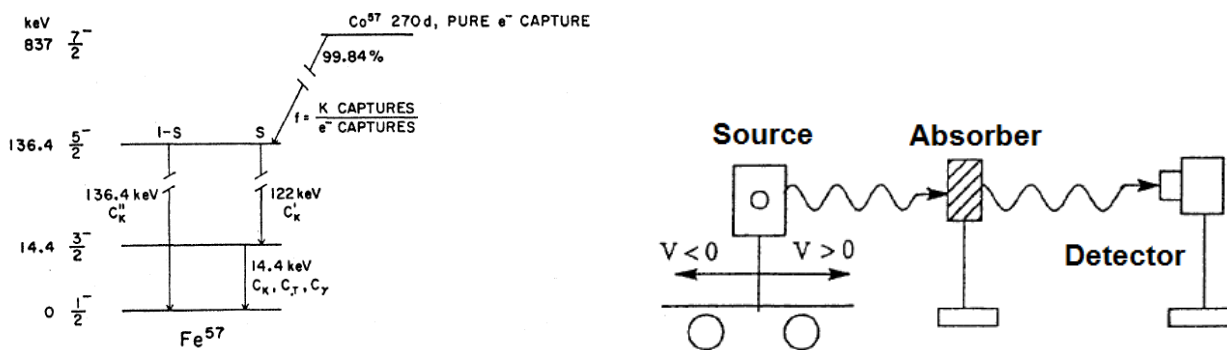 keV
Co⁵⁷ 270d, PURE e⁻ CAPTURE
837 7/2⁻
99.84%
f = K CAPTURES / e⁻ CAPTURES
136.4 5/2⁻
1-S
S
136.4 keV
C″K
122 keV
C′K
14.4 3/2⁻
14.4 keV
CK, CT, Cγ
0 1/2⁻
Fe⁵⁷
Source
Absorber
V < 0
V > 0
Detector